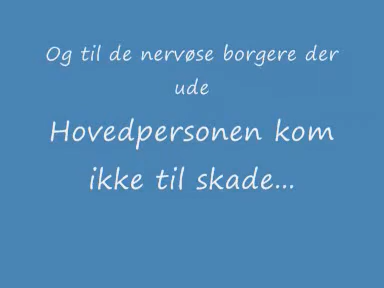 Og til de nervøse borgere der
ude
Hovedpersonen kom
ikke til skade...